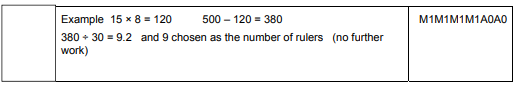 Example 15 × 8 = 120 500 – 120 = 380
M1M1M1M1A0A0
380 ÷ 30 = 9.2 and 9 chosen as the number of rulers (no further
work)